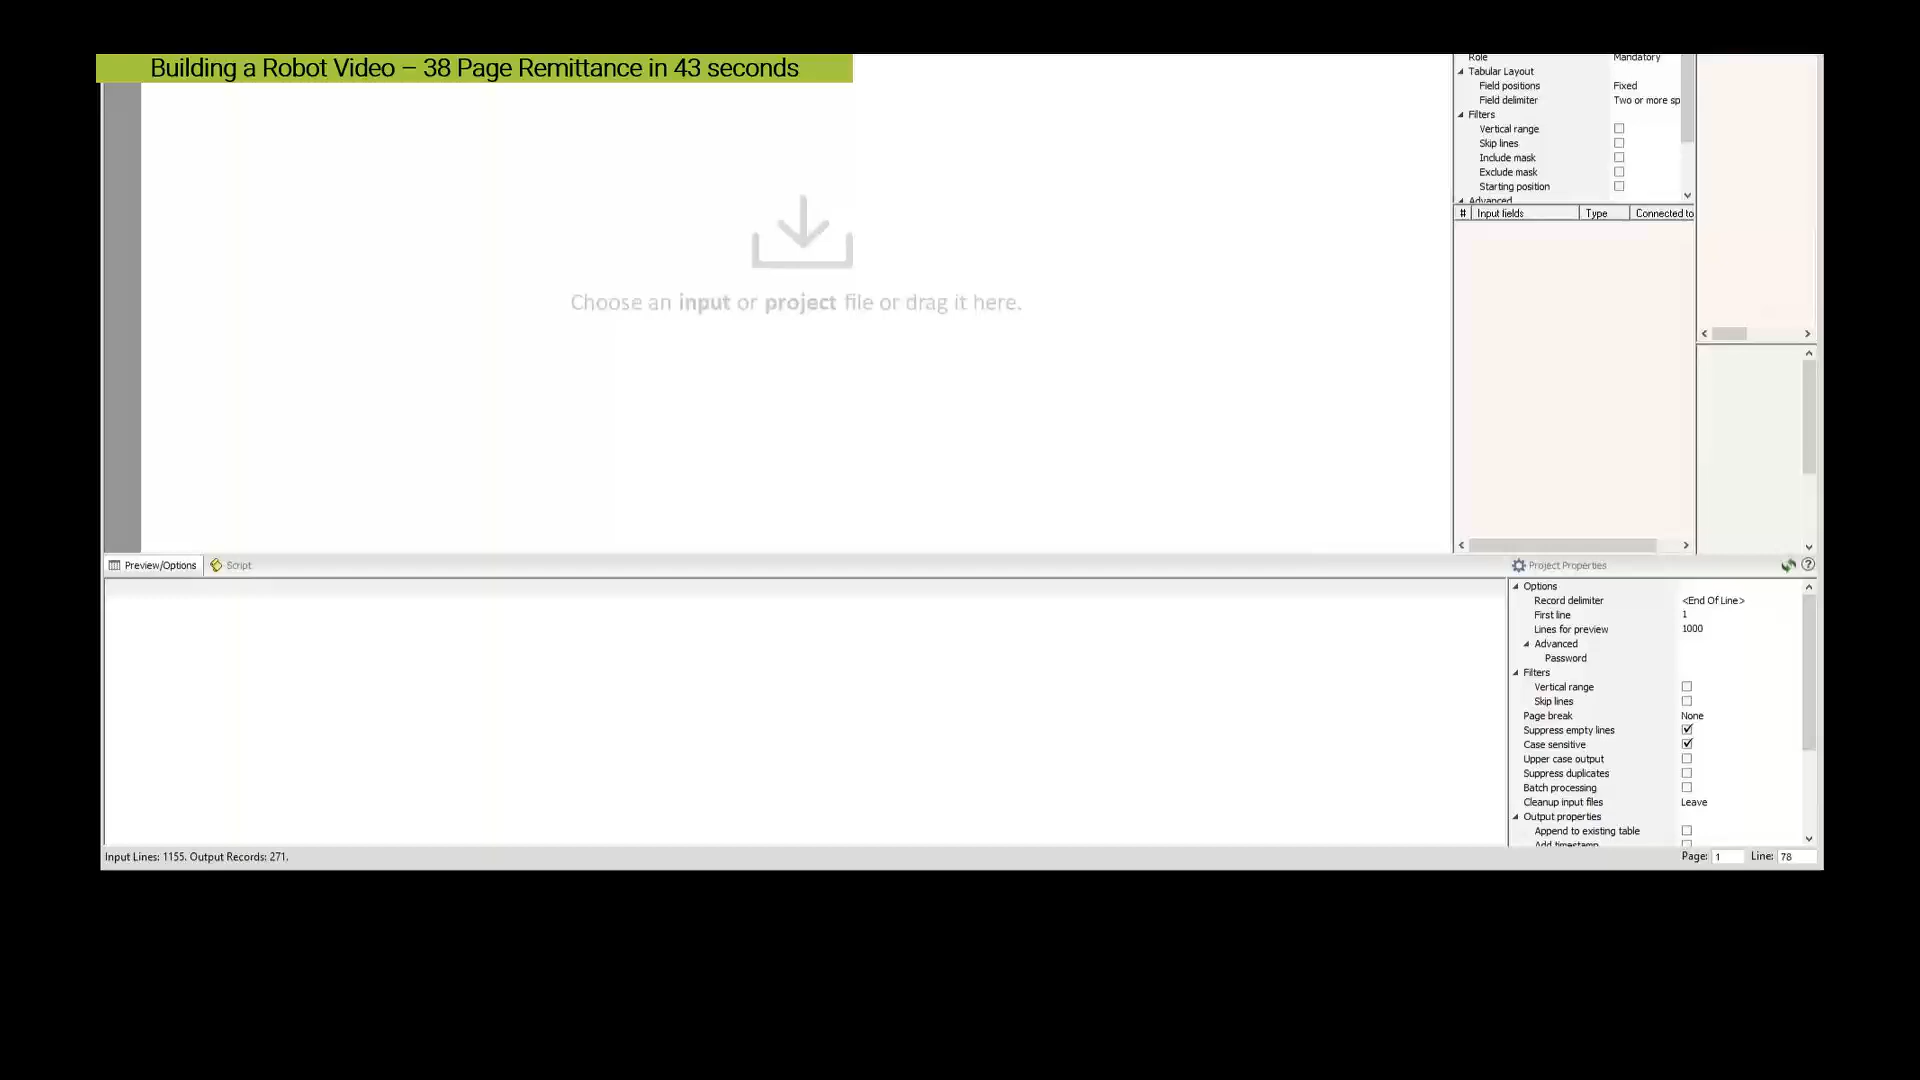 Building a Robot Video – 38 Page Remittance in 43 seconds
Role Mandatory
Tabular Layout
Field positions Fixed
Field delimiter Two or more sp
Filters
Vertical range
Skip lines
Include mask
Exclude mask
Starting position
Advanced
# Input fields Type Connected to
Choose an input or project file or drag it here.
Preview/Options Script
Project Properties
Options
Record delimiter <End Of Line>
First line 1
Lines for preview 1000
Advanced
Password
Filters
Vertical range
Skip lines
Page break None
Suppress empty lines
Case sensitive
Upper case output
Suppress duplicates
Batch processing
Cleanup input files Leave
Output properties
Append to existing table
Add timestamp
Input Lines: 1155. Output Records: 271.
Page: 1 Line: 78